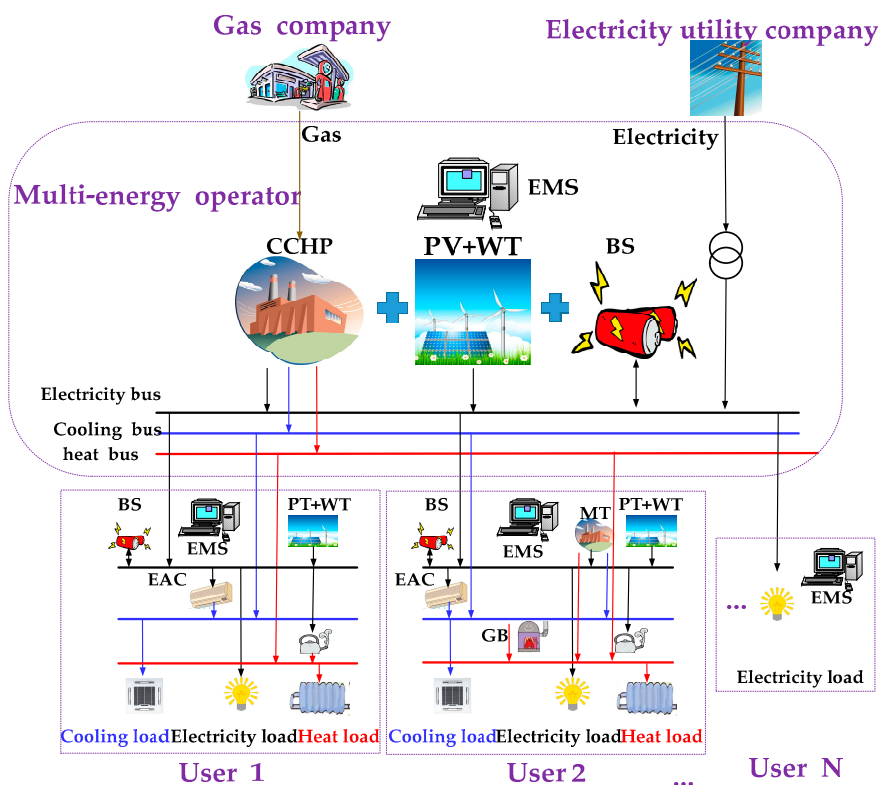 Gas company
Electricity utility company
Gas
Electricity
Multi-energy operator
EMS
CCHP
PV+WT
BS
Electricity bus
Cooling bus
heat bus
BS
EMS
PT+WT
EAC
Cooling load
Electricity load
Heat load
User 1
BS
EMS
MT
PT+WT
EAC
GB
Cooling load
Electricity load
Heat load
User 2
...
...
EMS
Electricity load
User N